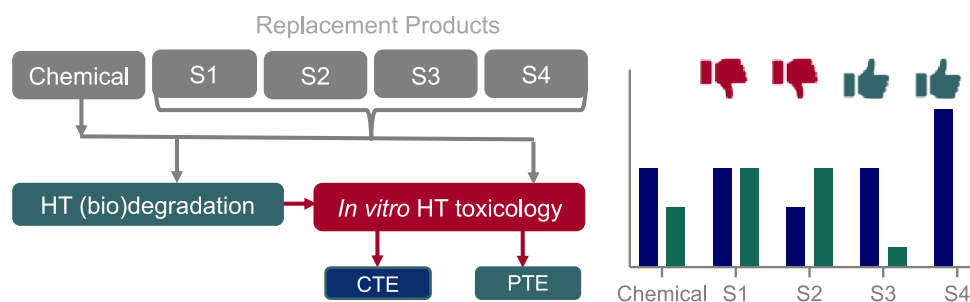 Replacement Products
Chemical S1 S2 S3 S4
HT (bio)degradation In vitro HT toxicology
CTE PTE
Chemical S1 S2 S3 S4